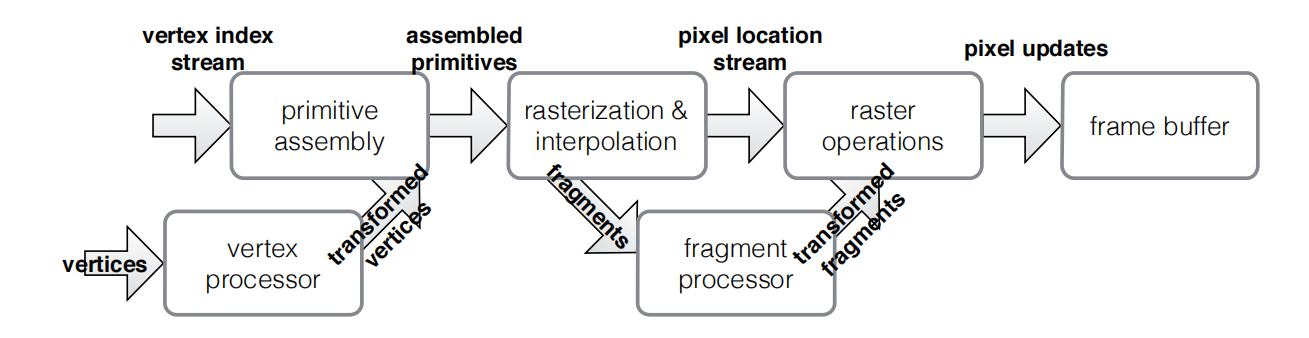 vertex index
stream
assembled
primitives
pixel location
stream
pixel updates
primitive
assembly
rasterization &
interpolation
raster
operations
frame buffer
transformed
vertices
fragments
transformed
fragments
vertices
vertex
processor
fragment
processor